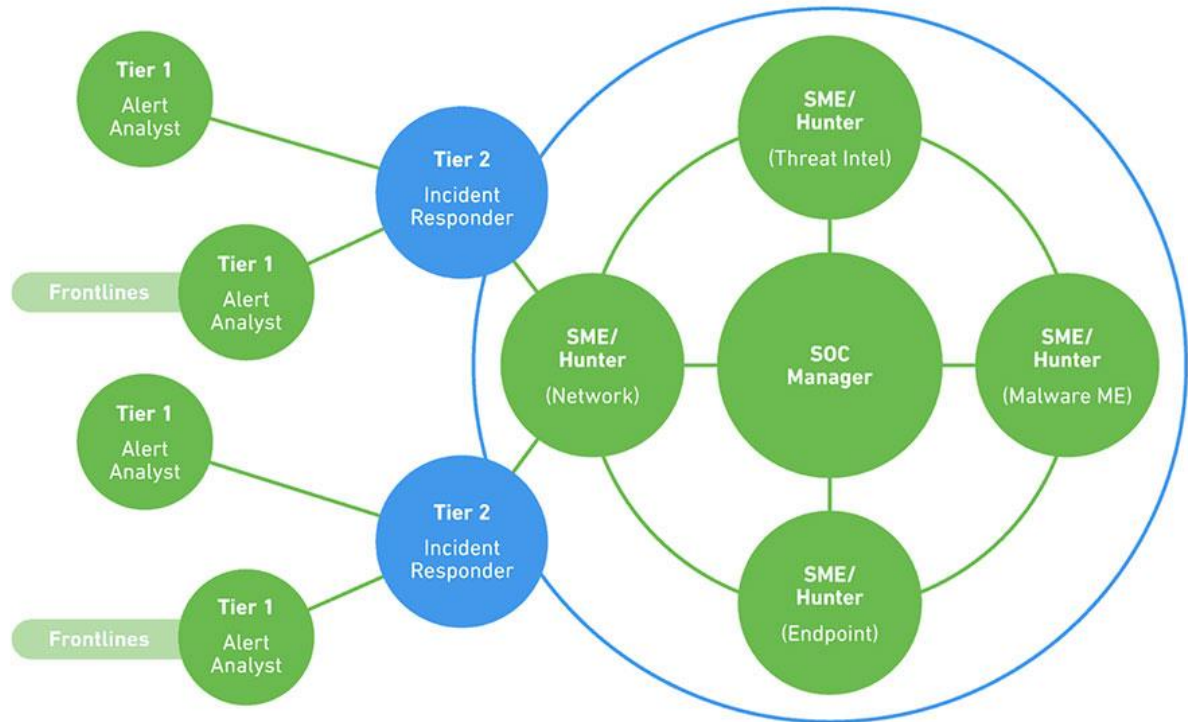 Tier 1
Alert
Analyst
Tier 2
Incident
Responder
Frontlines
Tier 1
Alert
Analyst
Tier 1
Alert
Analyst
Tier 2
Incident
Responder
Frontlines
Tier 1
Alert
Analyst
SME/
Hunter
(Threat Intel)
SME/
Hunter
(Network)
SOC
Manager
SME/
Hunter
(Malware ME)
SME/
Hunter
(Endpoint)